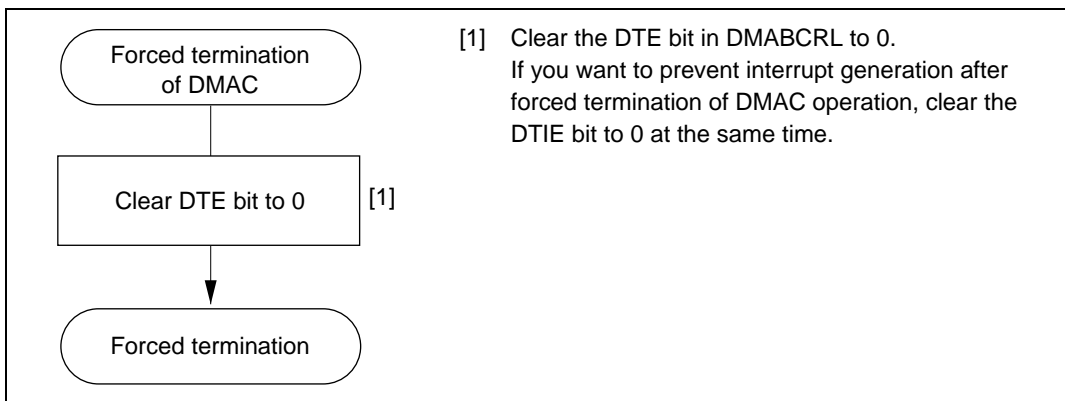 Forced termination
of DMAC
Clear DTE bit to 0
[1]
Forced termination
[1] Clear the DTE bit in DMABCRL to 0.
If you want to prevent interrupt generation after
forced termination of DMAC operation, clear the
DTIE bit to 0 at the same time.